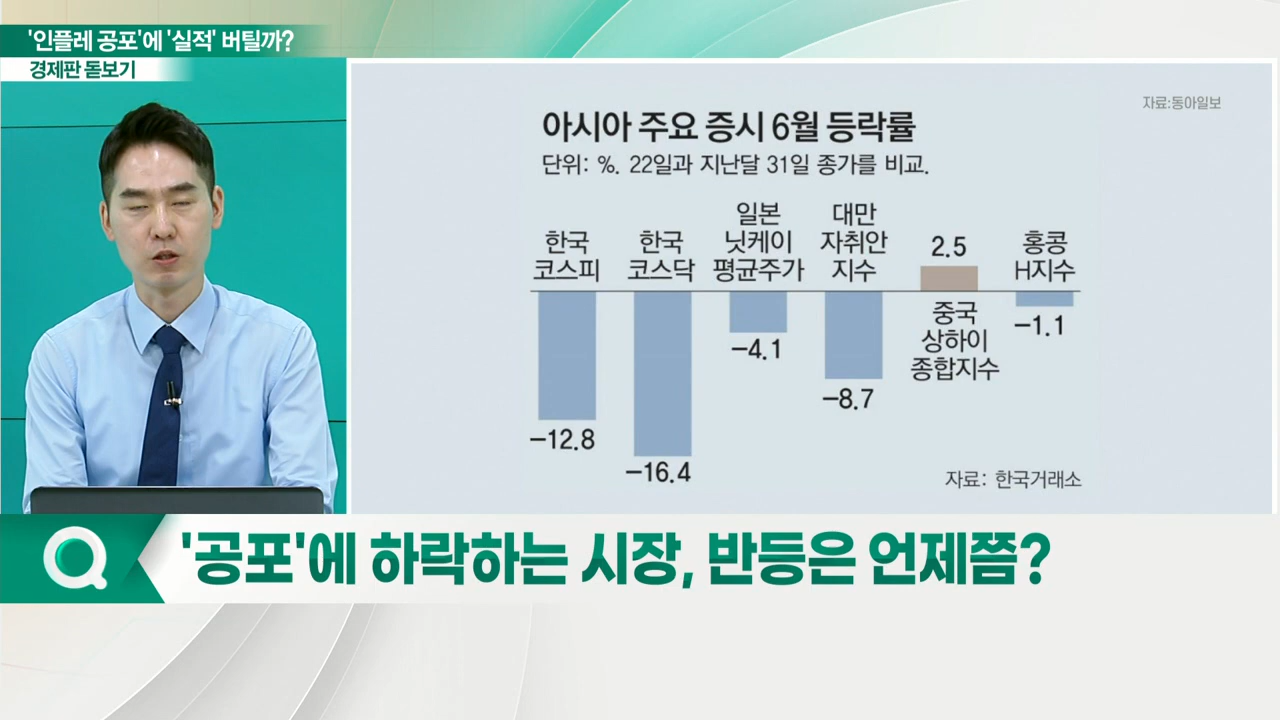 '인플레 공포'에 '실적' 버틸까?
경제판 돋보기
자료:동아일보
아시아 주요 증시 6월 등락률
단위: %. 22일과 지난달 31일 종가를 비교.
한국
코스피
-12.8
한국
코스닥
-16.4
일본
닛케이
평균주가
-4.1
대만
자취안
지수
-8.7
2.5
중국
상하이
종합지수
홍콩
H지수
-1.1
자료: 한국거래소
'공포'에 하락하는 시장, 반등은 언제쯤?